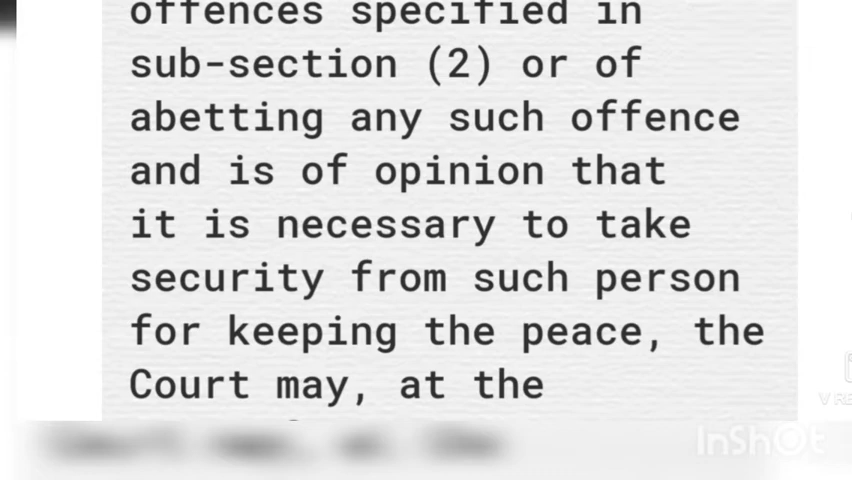 offences specified in
sub-section (2) or of
abetting any such offence
and is of opinion that
it is necessary to take
security from such person
for keeping the peace, the
Court may, at the
InShOt